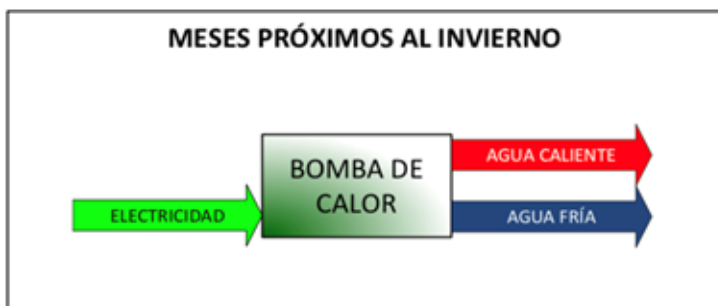 MESES PRÓXIMOS AL INVIERNO
BOMBA DE
CALOR
AGUA CALIENTE
ELECTRICIDAD
AGUA FRÍA